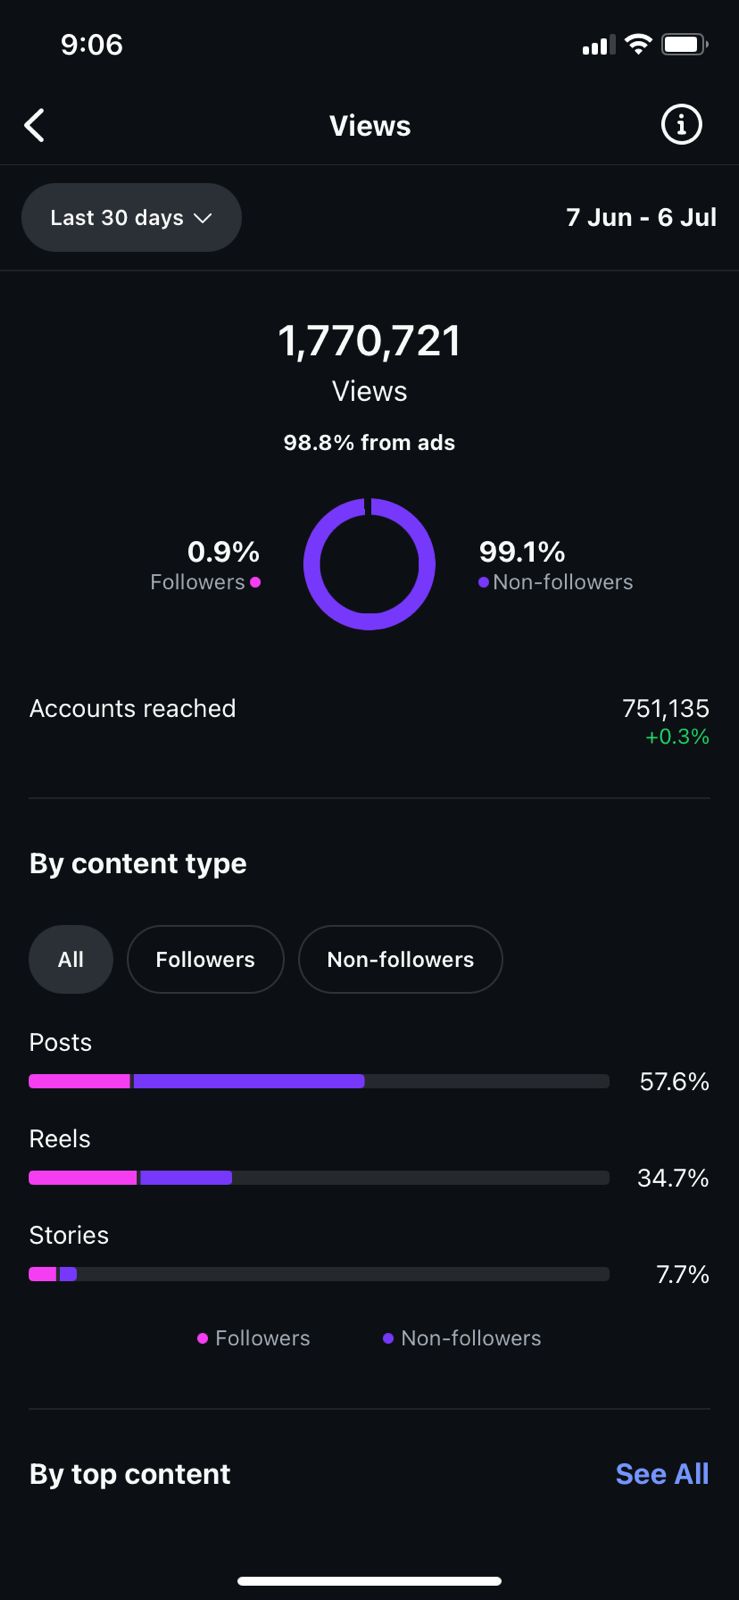 9:06
Views
Last 30 days
7 Jun - 6 Jul
1,770,721
Views
98.8% from ads
0.9%
Followers
99.1%
Non-followers
Accounts reached
751,135
+0.3%
By content type
All
Followers
Non-followers
Posts
57.6%
Reels
34.7%
Stories
7.7%
Followers
Non-followers
By top content
See All